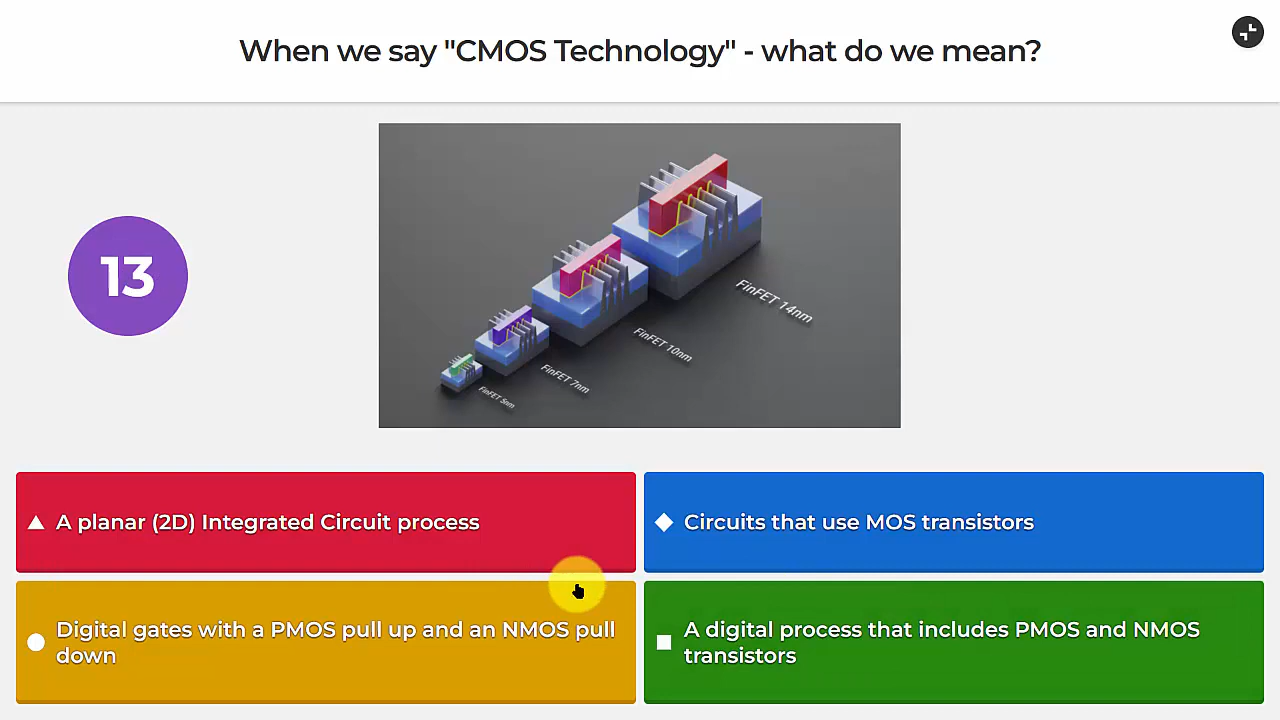 When we say "CMOS Technology" - what do we mean?
13
FinFET 14nm
FinFET 10nm
FinFET 7nm
FinFET 5nm
A planar (2D) Integrated Circuit process
Circuits that use MOS transistors
Digital gates with a PMOS pull up and an NMOS pull
down
A digital process that includes PMOS and NMOS
transistors